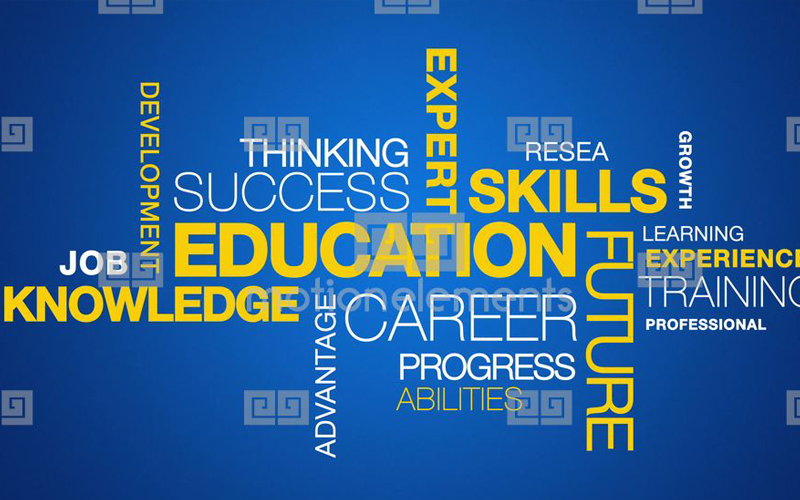 EXPERT
DEVELOPMENT
THINKING
RESEA
GROWTH
SUCCESS
SKILLS
EDUCATION
FUTURE
LEARNING
JOB
EXPERIENCE
KNOWLEDGE
motionelements
TRAINING
ADVANTAGE
CAREER
PROFESSIONAL
PROGRESS
ABILITIES